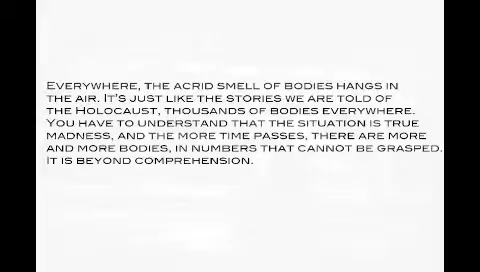 Everywhere, the acrid smell of bodies hangs in
the air. It's just like the stories we are told of
the Holocaust, thousands of bodies everywhere.
You have to understand that the situation is true
madness, and the more time passes, there are more
and more bodies, in numbers that cannot be grasped.
It is beyond comprehension.